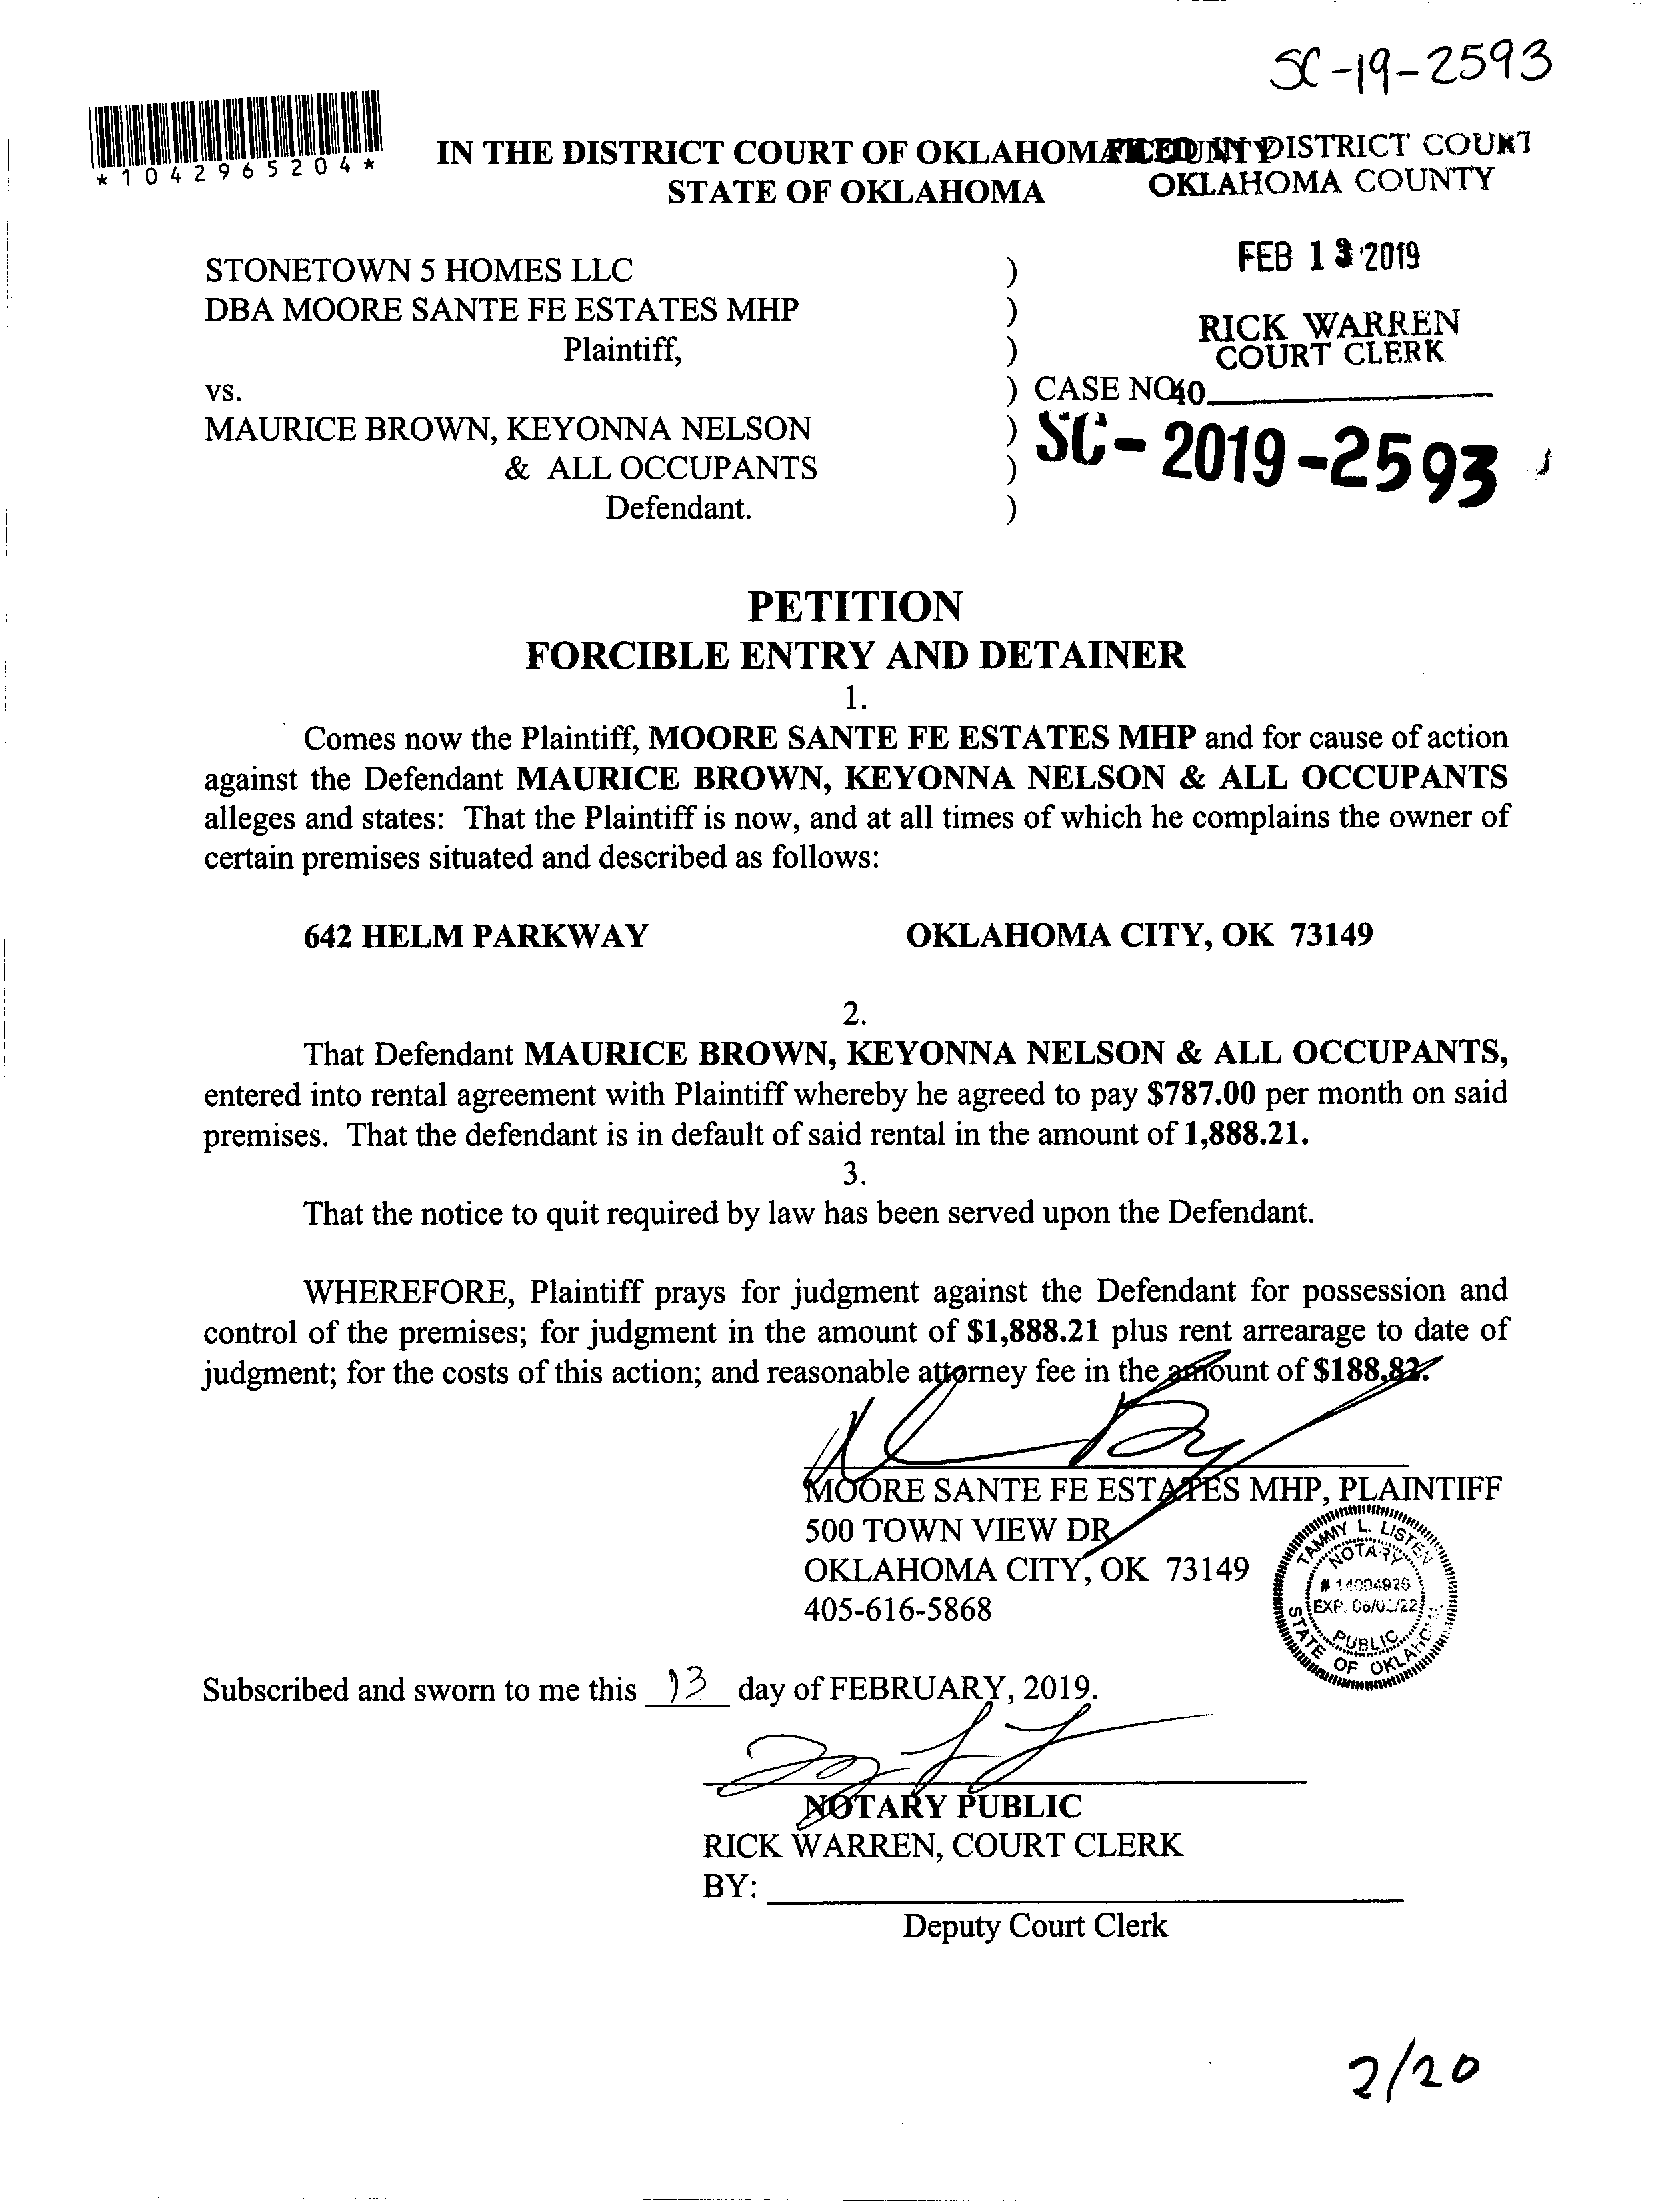 SC-19-2593
*1042965204*
IN THE DISTRICT COURT OF OKLAHOMA COUNTY
STATE OF OKLAHOMA
FILED IN DISTRICT COURT
OKLAHOMA COUNTY
FEB 13 2019
RICK WARREN
COURT CLERK
40
STONETOWN 5 HOMES LLC )
DBA MOORE SANTE FE ESTATES MHP )
Plaintiff, )
vs. ) CASE NO.
MAURICE BROWN, KEYONNA NELSON ) SC-2019-2593
& ALL OCCUPANTS )
Defendant. )
PETITION
FORCIBLE ENTRY AND DETAINER
1.
Comes now the Plaintiff, MOORE SANTE FE ESTATES MHP and for cause of action
against the Defendant MAURICE BROWN, KEYONNA NELSON & ALL OCCUPANTS
alleges and states: That the Plaintiff is now, and at all times of which he complains the owner of
certain premises situated and described as follows:
642 HELM PARKWAY OKLAHOMA CITY, OK 73149
2.
That Defendant MAURICE BROWN, KEYONNA NELSON & ALL OCCUPANTS,
entered into rental agreement with Plaintiff whereby he agreed to pay $787.00 per month on said
premises. That the defendant is in default of said rental in the amount of 1,888.21.
3.
That the notice to quit required by law has been served upon the Defendant.
WHEREFORE, Plaintiff prays for judgment against the Defendant for possession and
control of the premises; for judgment in the amount of $1,888.21 plus rent arrearage to date of
judgment; for the costs of this action; and reasonable attorney fee in the amount of $188.82.
MOORE SANTE FE ESTATES MHP, PLAINTIFF
500 TOWN VIEW DR
OKLAHOMA CITY, OK 73149
405-616-5868
TAMMY L. LISTEN
NOTARY
# 14004926
PUBLIC
STATE OF OKLAHOMA
Subscribed and sworn to me this 13 day of FEBRUARY, 2019.
NOTARY PUBLIC
RICK WARREN, COURT CLERK
BY:
Deputy Court Clerk
2/20